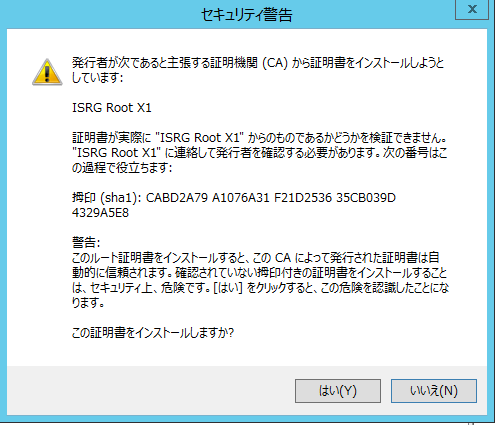 セキュリティ警告
x
発行者が次であると主張する証明機関 (CA) から証明書をインストールしようと
しています:
ISRG Root X1
証明書が実際に "ISRG Root X1" からのものであるかどうかを検証できません。
"ISRG Root X1" に連絡して発行者を確認する必要があります。次の番号はこ
の過程で役立ちます:
拇印 (sha1): CABD2A79 A1076A31 F21D2536 35CB039D
4329A5E8
警告:
このルート証明書をインストールすると、この CA によって発行された証明書は自
動的に信頼されます。確認されていない拇印付きの証明書をインストールすること
は、セキュリティ上、危険です。[はい] をクリックすると、この危険を認識したことにな
ります。
この証明書をインストールしますか?
はい(Y)
いいえ(N)